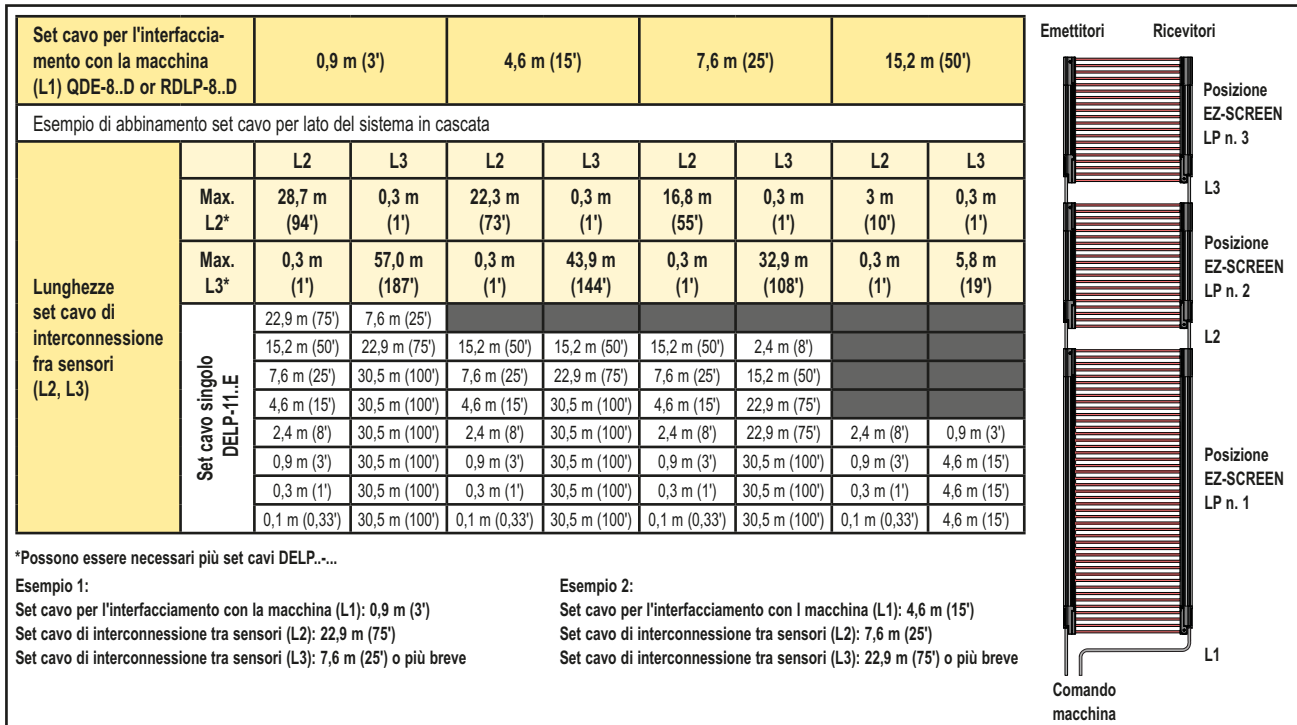 Set cavo per l'interfaccia-
mento con la macchina
(L1) QDE-8..D or RDLP-8..D
0,9 m (3') 4,6 m (15') 7,6 m (25') 15,2 m (50')
Esempio di abbinamento set cavo per lato del sistema in cascata
Lunghezze
set cavo di
interconnessione
fra sensori
(L2, L3)
L2 L3 L2 L3 L2 L3 L2 L3
Max.
L2*
28,7 m
(94')
0,3 m
(1')
22,3 m
(73')
0,3 m
(1')
16,8 m
(55')
0,3 m
(1')
3 m
(10')
0,3 m
(1')
Max.
L3*
0,3 m
(1')
57,0 m
(187')
0,3 m
(1')
43,9 m
(144')
0,3 m
(1')
32,9 m
(108')
0,3 m
(1')
5,8 m
(19')
Set cavo singolo
DELP-11..E
22,9 m (75') 7,6 m (25')
15,2 m (50') 22,9 m (75') 15,2 m (50') 15,2 m (50') 15,2 m (50') 2,4 m (8')
7,6 m (25') 30,5 m (100') 7,6 m (25') 22,9 m (75') 7,6 m (25') 15,2 m (50')
4,6 m (15') 30,5 m (100') 4,6 m (15') 30,5 m (100') 4,6 m (15') 22,9 m (75')
2,4 m (8') 30,5 m (100') 2,4 m (8') 30,5 m (100') 2,4 m (8') 22,9 m (75') 2,4 m (8') 0,9 m (3')
0,9 m (3') 30,5 m (100') 0,9 m (3') 30,5 m (100') 0,9 m (3') 30,5 m (100') 0,9 m (3') 4,6 m (15')
0,3 m (1') 30,5 m (100') 0,3 m (1') 30,5 m (100') 0,3 m (1') 30,5 m (100') 0,3 m (1') 4,6 m (15')
0,1 m (0,33') 30,5 m (100') 0,1 m (0,33') 30,5 m (100') 0,1 m (0,33') 30,5 m (100') 0,1 m (0,33') 4,6 m (15')
*Possono essere necessari più set cavi DELP..-...
Esempio 1:
Set cavo per l'interfacciamento con la macchina (L1): 0,9 m (3')
Set cavo di interconnessione tra sensori (L2): 22,9 m (75')
Set cavo di interconnessione tra sensori (L3): 7,6 m (25') o più breve
Esempio 2:
Set cavo per l'interfacciamento con l macchina (L1): 4,6 m (15')
Set cavo di interconnessione tra sensori (L2): 7,6 m (25')
Set cavo di interconnessione tra sensori (L3): 22,9 m (75') o più breve
Emettitori Ricevitori
Posizione
EZ-SCREEN
LP n. 3
L3
Posizione
EZ-SCREEN
LP n. 2
L2
Posizione
EZ-SCREEN
LP n. 1
L1
Comando
macchina